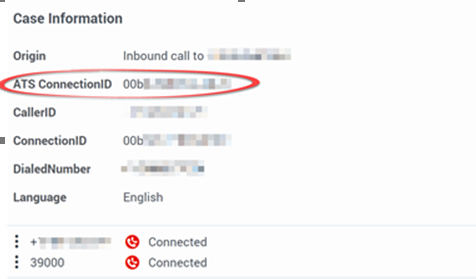 Case Information
Origin Inbound call to
ATS ConnectionID 00b
CallerID
ConnectionID 00b
DialedNumber
Language English
+ Connected
39000 Connected